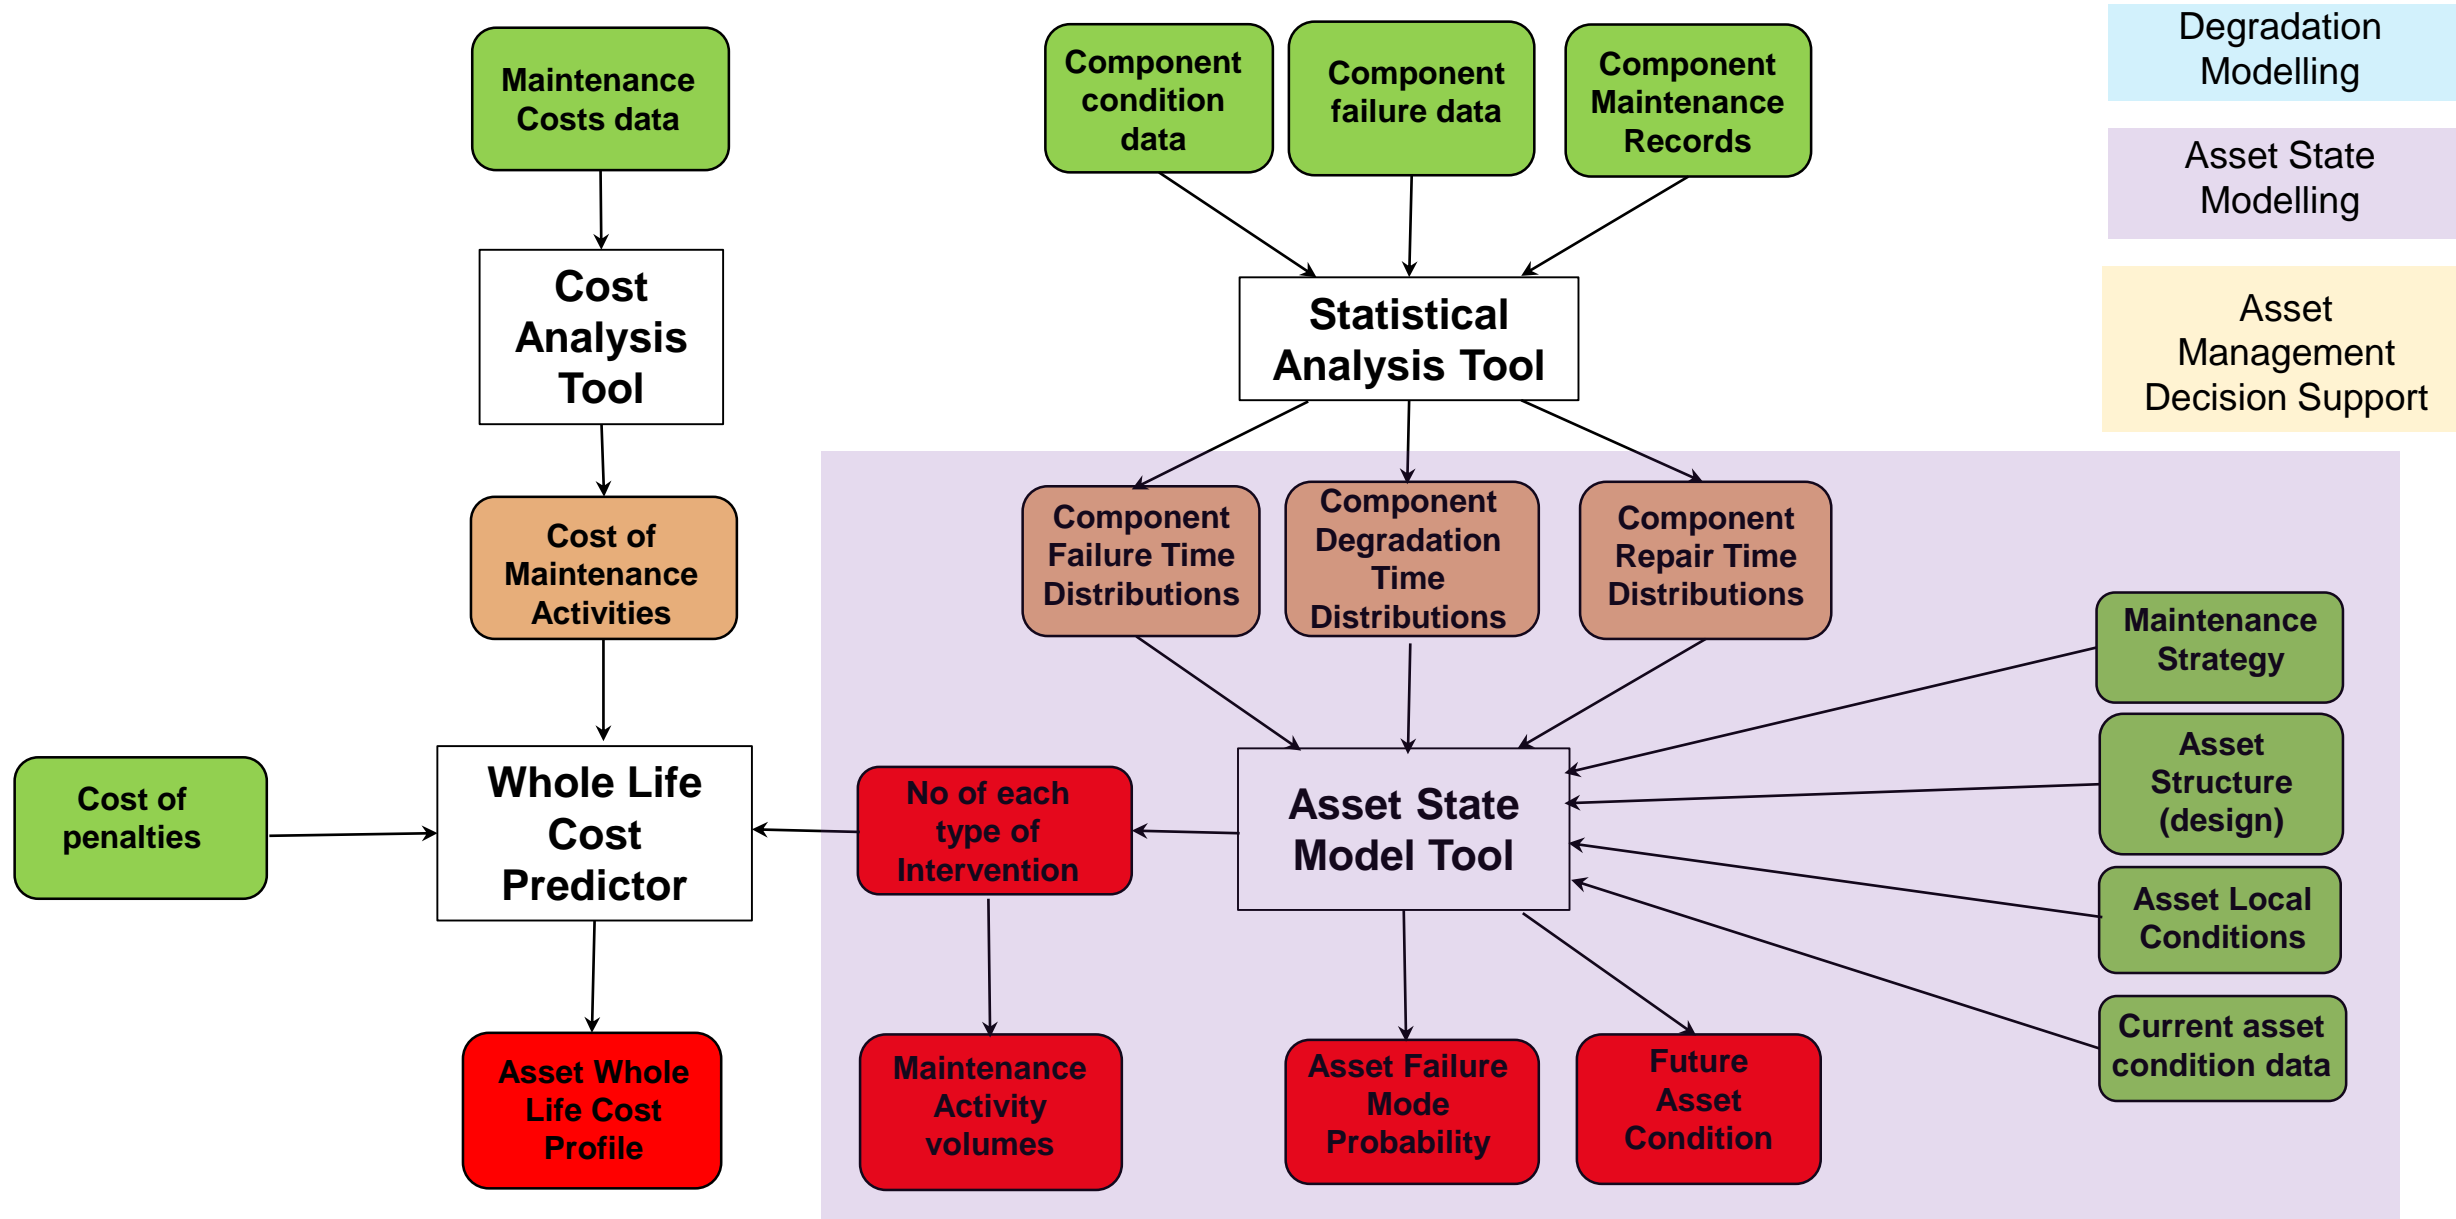 Maintenance
Costs data
Component
condition
data
Component
failure data
Component
Maintenance
Records
Degradation
Modelling
Asset State
Modelling
Asset
Management
Decision Support
Cost
Analysis
Tool
Statistical
Analysis Tool
Cost of
Maintenance
Activities
Component
Failure Time
Distributions
Component
Degradation
Time
Distributions
Component
Repair Time
Distributions
Maintenance
Strategy
Asset
Structure
(design)
Asset Local
Conditions
Current asset
condition data
Cost of
penalties
Whole Life
Cost
Predictor
No of each
type of
Intervention
Asset State
Model Tool
Asset Whole
Life Cost
Profile
Maintenance
Activity
volumes
Asset Failure
Mode
Probability
Future
Asset
Condition